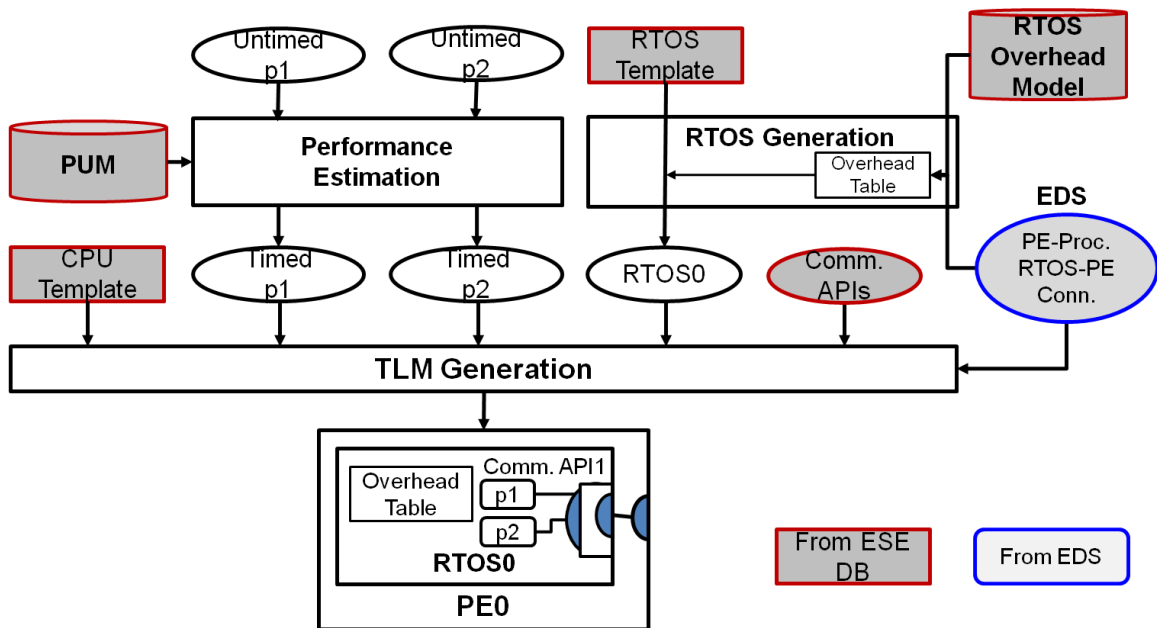 Untimed
p1
Untimed
p2
RTOS
Template
RTOS
Overhead
Model
PUM
Performance
Estimation
RTOS Generation
Overhead
Table
EDS
CPU
Template
Timed
p1
Timed
p2
RTOS0
Comm.
APIs
PE-Proc.
RTOS-PE
Conn.
TLM Generation
Comm. API1
Overhead
Table
p1
p2
RTOS0
PE0
From ESE
DB
From EDS